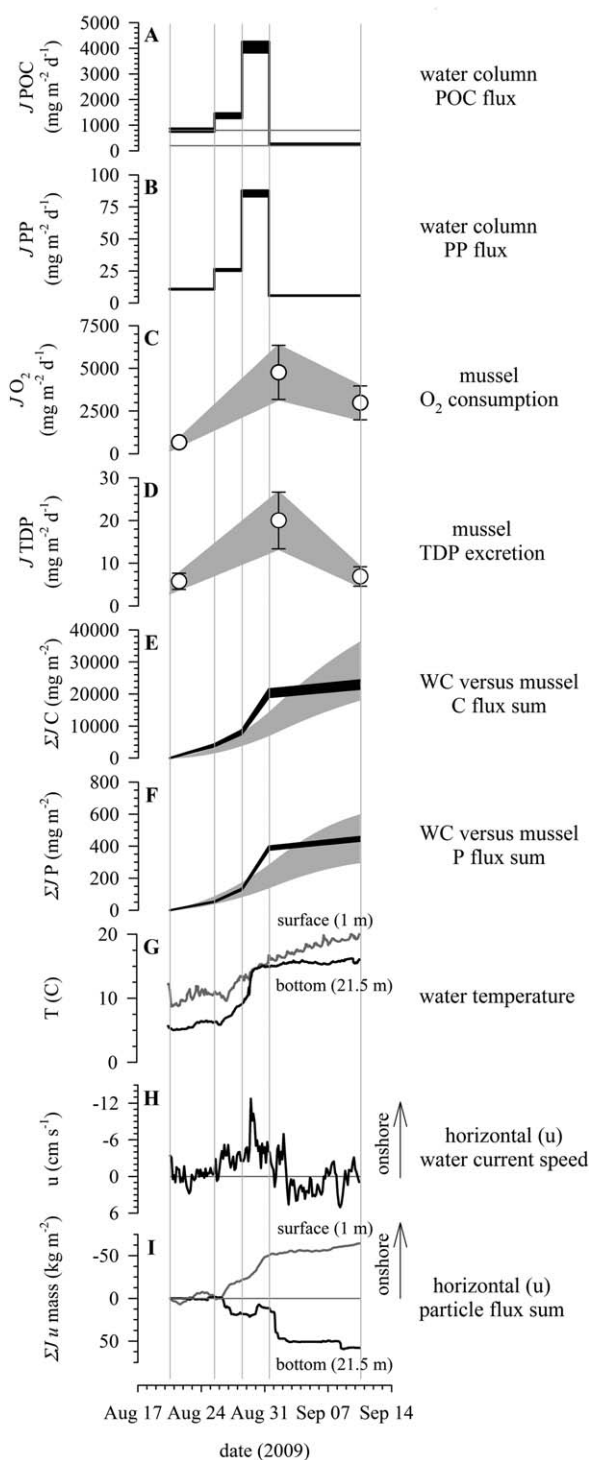 A
5000
4000
3000
2000
1000
0
J POC
(mg m-2 d-1)
water column
POC flux
B
100
75
50
25
0
J PP
(mg m-2 d-1)
water column
PP flux
C
7500
5000
2500
0
J O2
(mg m-2 d-1)
mussel
O2 consumption
D
30
20
10
0
J TDP
(mg m-2 d-1)
mussel
TDP excretion
E
40000
30000
20000
10000
0
ΣJ C (mg m-2)
WC versus mussel
C flux sum
F
800
600
400
200
0
ΣJ P (mg m-2)
WC versus mussel
P flux sum
G
20
10
0
T (C)
surface (1 m)
bottom (21.5 m)
water temperature
H
-12
-6
0
6
u (cm s-1)
onshore
horizontal (u)
water current speed
I
-50
0
50
ΣJ u mass (kg m-2)
surface (1 m)
bottom (21.5 m)
onshore
horizontal (u)
particle flux sum
Aug 17 Aug 24 Aug 31 Sep 07 Sep 14
date (2009)